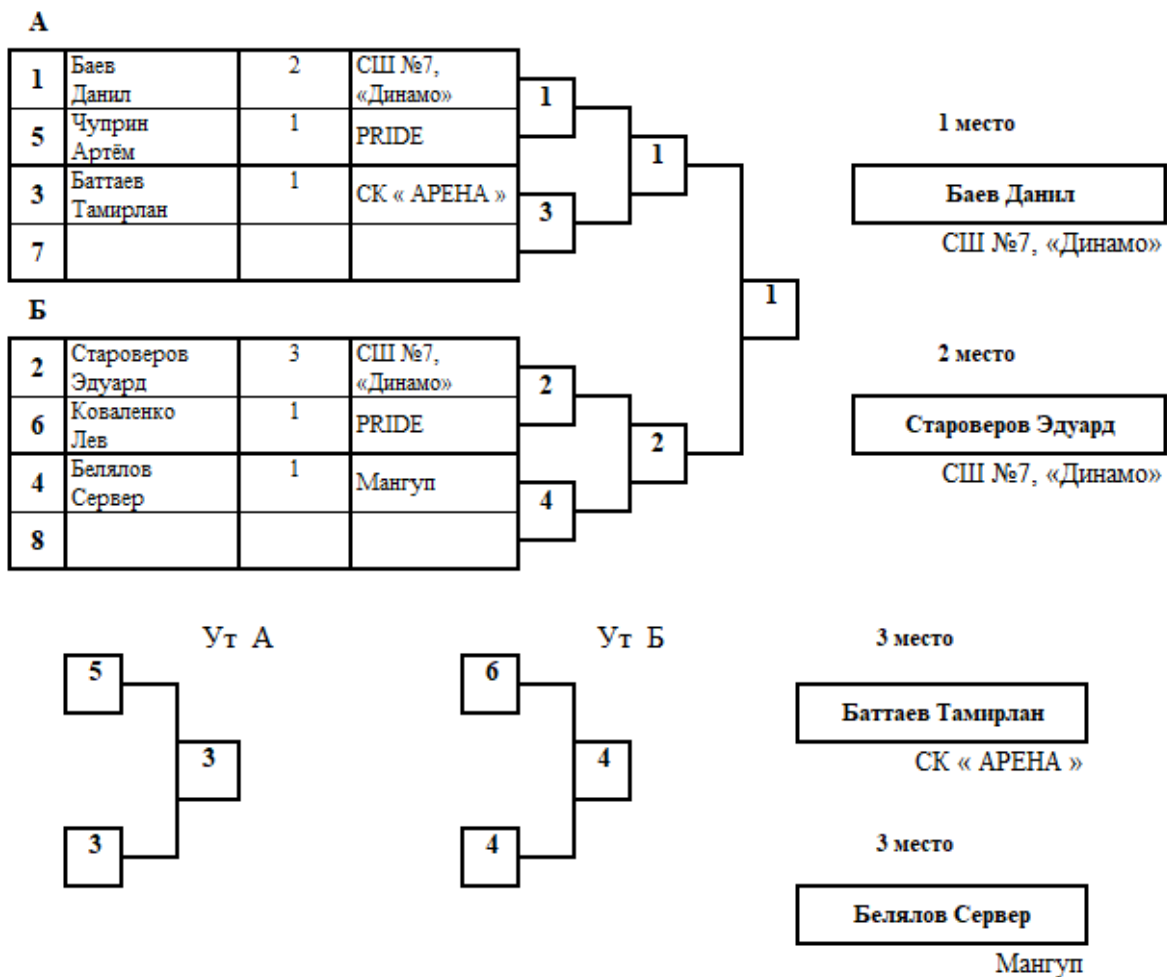 А
1 Баев Данил 2 СШ №7, «Динамо»
5 Чуприн Артём 1 PRIDE
3 Баттаев Тамирлан 1 СК « АРЕНА »
7
1
3
1
1
1 место
Баев Данил
СШ №7, «Динамо»
Б
2 Староверов Эдуард 3 СШ №7, «Динамо»
6 Коваленко Лев 1 PRIDE
4 Белялов Сервер 1 Мангуп
8
2
4
2
2 место
Староверов Эдуард
СШ №7, «Динамо»
Ут А
5
3
3
Ут Б
6
4
4
3 место
Баттаев Тамирлан
СК « АРЕНА »
3 место
Белялов Сервер
Мангуп